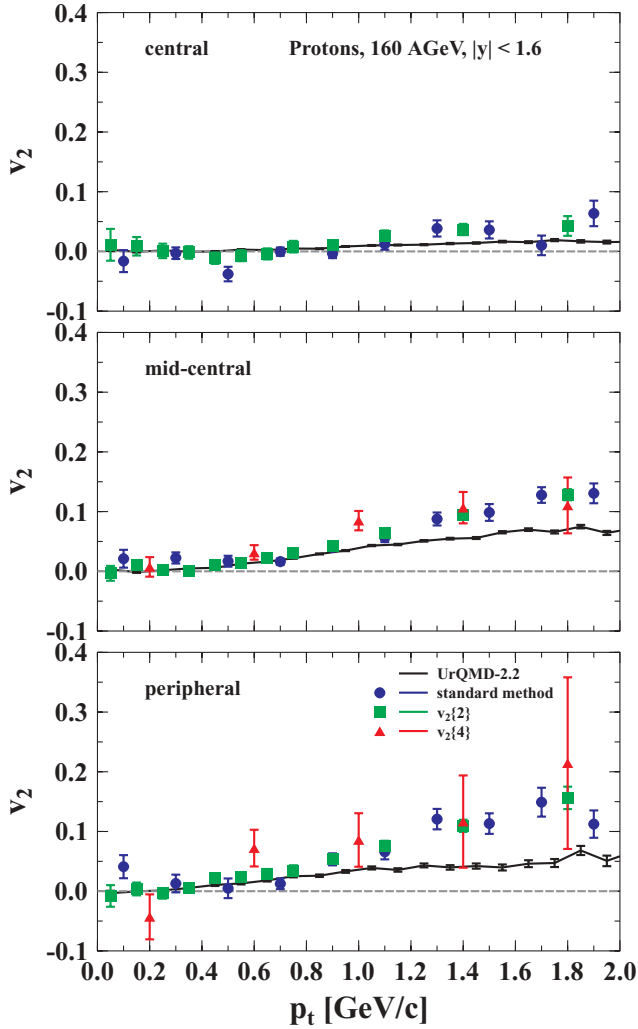 0.4
central Protons, 160 AGeV, |y| < 1.6
0.3
0.2
v2
0.1
0.0
-0.1
0.4
mid-central
0.3
0.2
v2
0.1
0.0
-0.1
0.4
UrQMD-2.2
peripheral
standard method
0.3
v2{2}
v2{4}
0.2
v2
0.1
0.0
-0.1
0.0 0.2 0.4 0.6 0.8 1.0 1.2 1.4 1.6 1.8 2.0
pt [GeV/c]